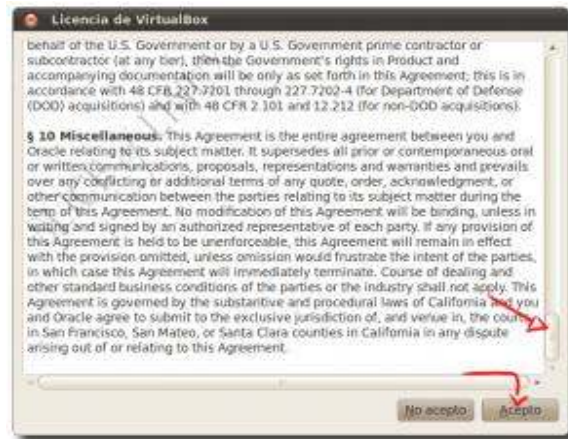 Licencia de VirtualBox
behalf of the U.S. Government or by a U.S. Government prime contractor or
subcontractor (at any tier), then the Government's rights in Product and
accompanying documentation will be only as set forth in this Agreement; this is in
accordance with 48 CFR 227.7201 through 227.7202-4 (for Department of Defense
(DOD) acquisitions) and with 48 CFR 2.101 and 12.212 (for non-DOD acquisitions).
§ 10 Miscellaneous. This Agreement is the entire agreement between you and
Oracle relating to its subject matter. It supersedes all prior or contemporaneous oral
or written communications, proposals, representations and warranties and prevails
over any conflicting or additional terms of any quote, order, acknowledgment, or
other communication between the parties relating to its subject matter during the
term of this Agreement. No modification of this Agreement will be binding, unless in
writing and signed by an authorized representative of each party. If any provision of
this Agreement is held to be unenforceable, this Agreement will remain in effect
with the provision omitted, unless omission would frustrate the intent of the parties,
in which case this Agreement will immediately terminate. Course of dealing and
other standard business conditions of the parties or the industry shall not apply. This
Agreement is governed by the substantive and procedural laws of California and you
and Oracle agree to submit to the exclusive jurisdiction of, and venue in, the courts
in San Francisco, San Mateo, or Santa Clara counties in California in any dispute
arising out of or relating to this Agreement.
No acepto Acepto